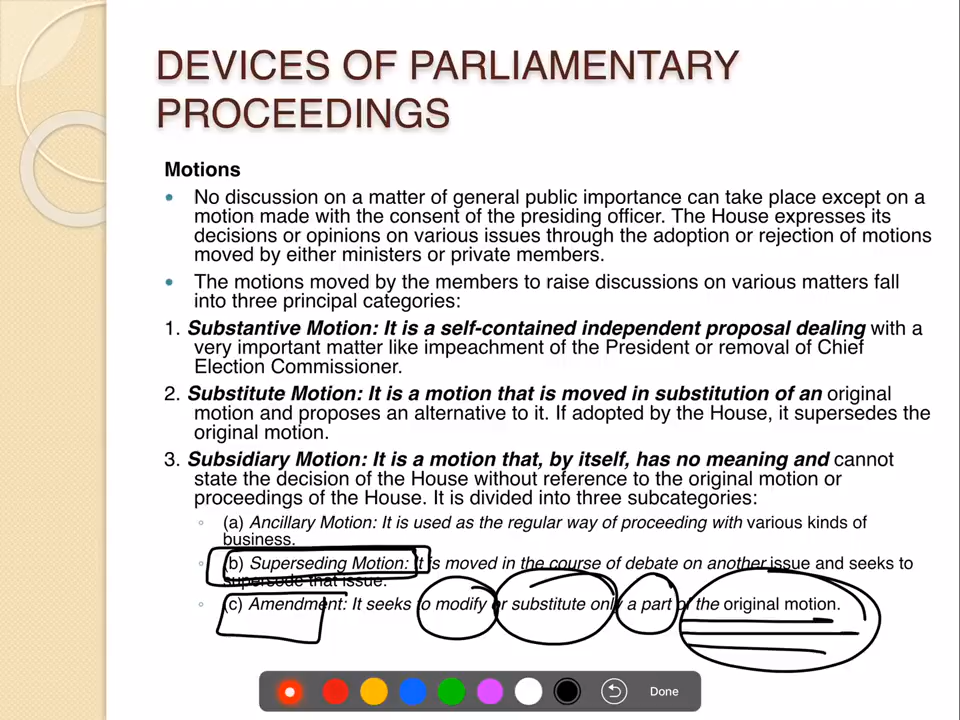 DEVICES OF PARLIAMENTARY
PROCEEDINGS
Motions
• No discussion on a matter of general public importance can take place except on a
motion made with the consent of the presiding officer. The House expresses its
decisions or opinions on various issues through the adoption or rejection of motions
moved by either ministers or private members.
• The motions moved by the members to raise discussions on various matters fall
into three principal categories:
1. Substantive Motion: It is a self-contained independent proposal dealing with a
very important matter like impeachment of the President or removal of Chief
Election Commissioner.
2. Substitute Motion: It is a motion that is moved in substitution of an original
motion and proposes an alternative to it. If adopted by the House, it supersedes the
original motion.
3. Subsidiary Motion: It is a motion that, by itself, has no meaning and cannot
state the decision of the House without reference to the original motion or
proceedings of the House. It is divided into three subcategories:
◦ (a) Ancillary Motion: It is used as the regular way of proceeding with various kinds of
business.
◦ (b) Superseding Motion: It is moved in the course of debate on another issue and seeks to
supersede that issue.
◦ (c) Amendment: It seeks to modify or substitute only a part of the original motion.
Done